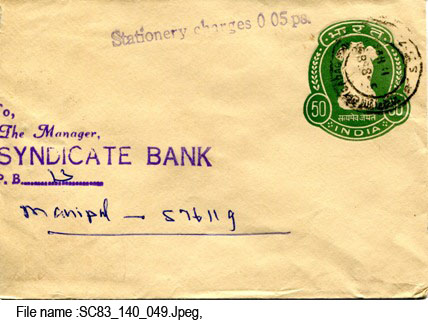 Stationery charges 0 05 ps.
भारत
50 50
सत्यमेव जयते
INDIA
To,
The Manager,
SYNDICATE BANK
P. B. 13
Manipal - 576119
File name :SC83_140_049.Jpeg,